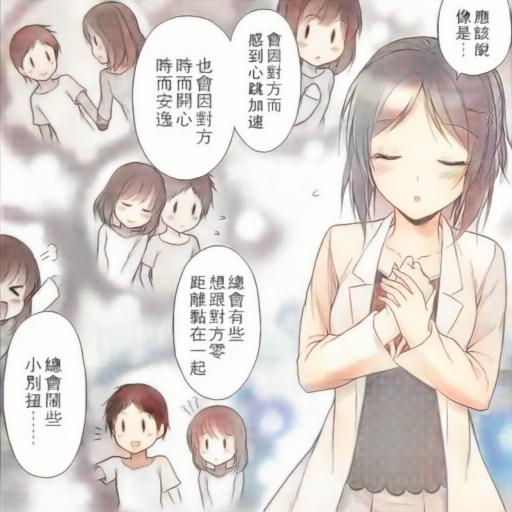 應該說
像是…
會因對方而
感到心跳加速
也會因對方
時而開心
時而安逸
總會有些
想跟對方零
距離黏在一起
總會鬧些
小別扭……